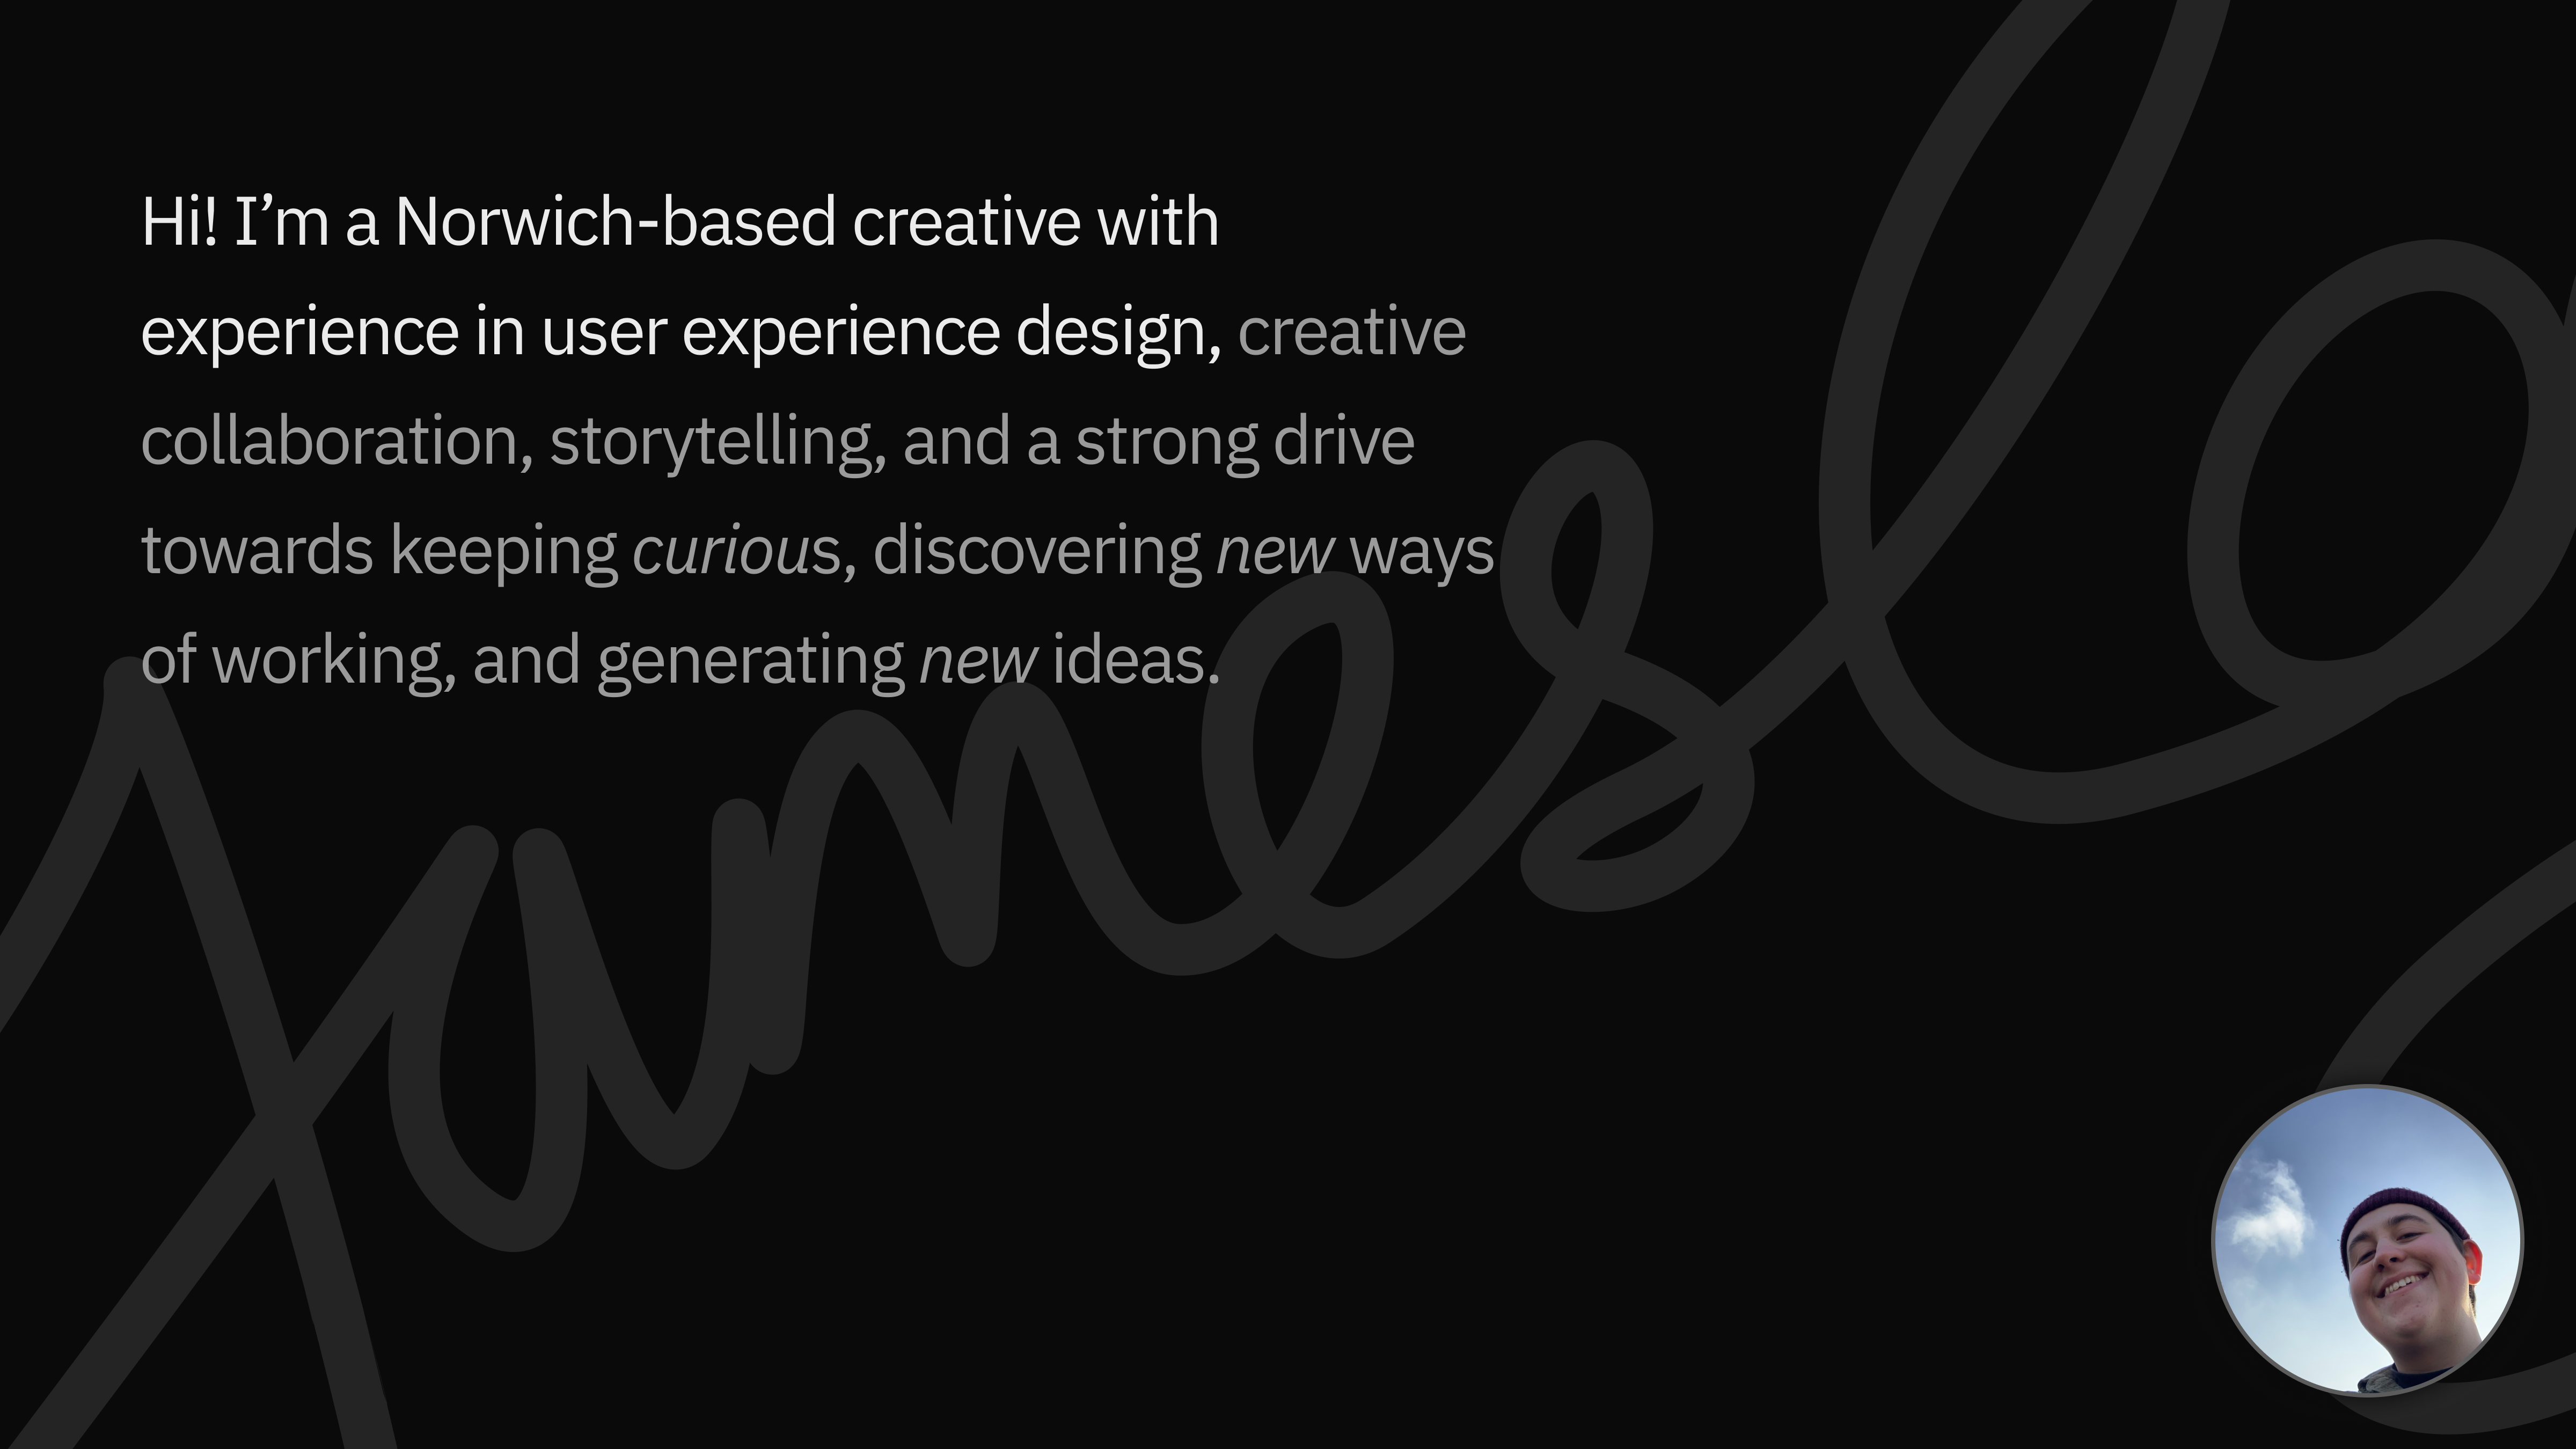 Hi! I’m a Norwich-based creative with
experience in user experience design, creative
collaboration, storytelling, and a strong drive
towards keeping curious, discovering new ways
of working, and generating new ideas.
James